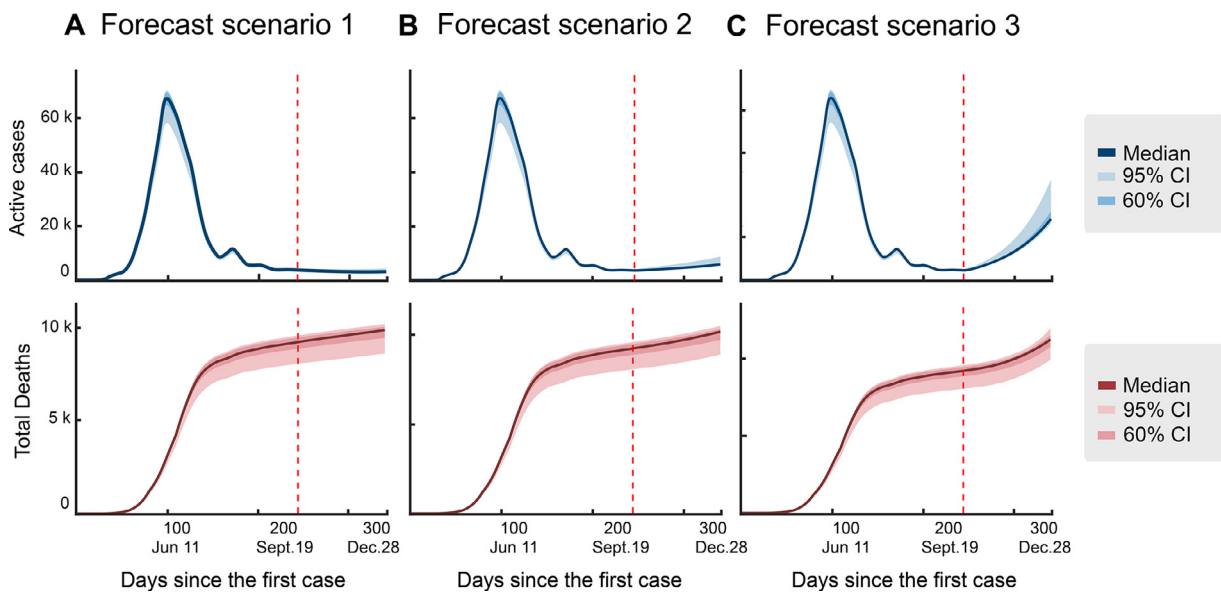 A Forecast scenario 1
B Forecast scenario 2
C Forecast scenario 3
Active cases
60 k
40 k
20 k
0
Median
95% CI
60% CI
Total Deaths
10 k
5 k
0
Median
95% CI
60% CI
100 200 300
Jun 11 Sept.19 Dec.28
Days since the first case
100 200 300
Jun 11 Sept.19 Dec.28
Days since the first case
100 200 300
Jun 11 Sept.19 Dec.28
Days since the first case